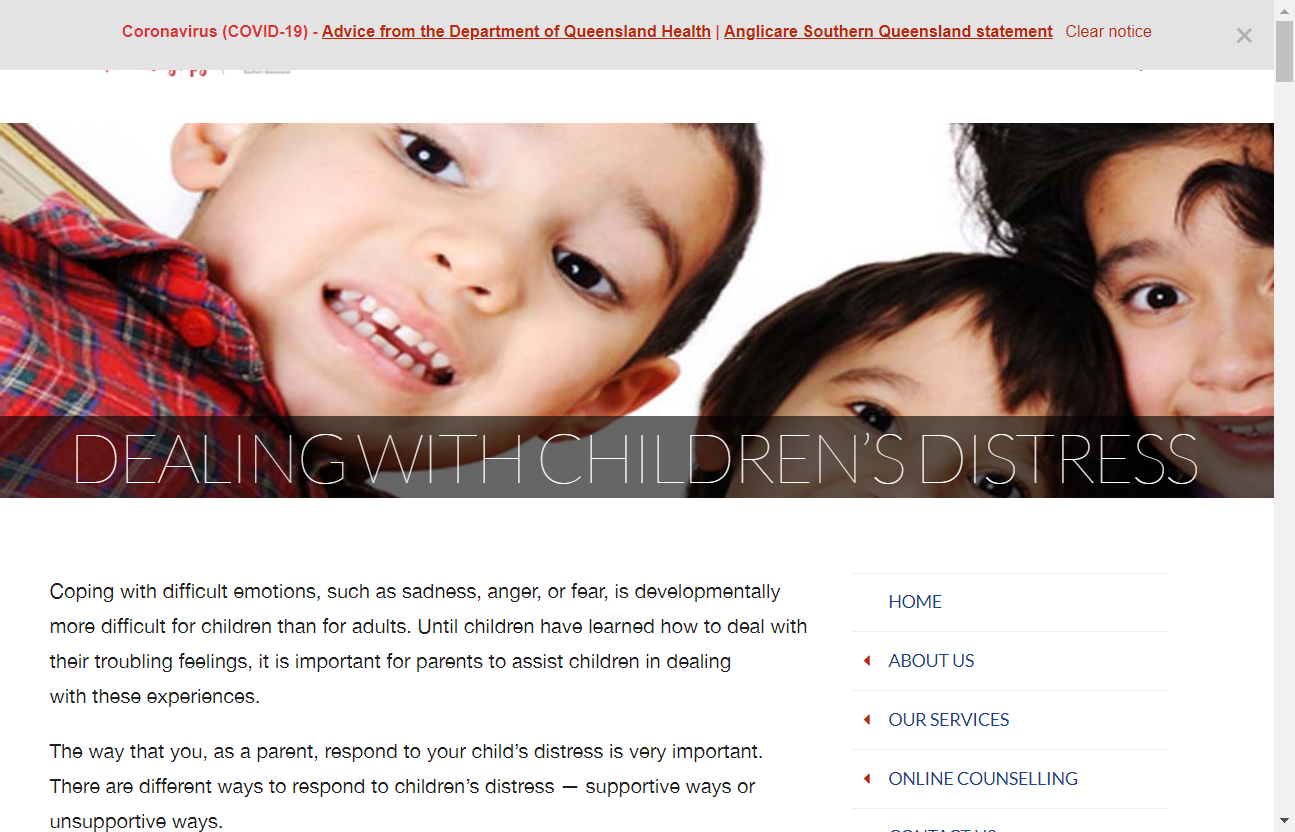 Coronavirus (COVID-19) - Advice from the Department of Queensland Health | Anglicare Southern Queensland statement Clear notice
Southern Queensland
DEALING WITH CHILDREN’S DISTRESS
Coping with difficult emotions, such as sadness, anger, or fear, is developmentally
more difficult for children than for adults. Until children have learned how to deal with
their troubling feelings, it is important for parents to assist children in dealing
with these experiences.
The way that you, as a parent, respond to your child’s distress is very important.
There are different ways to respond to children’s distress — supportive ways or
unsupportive ways.
HOME
ABOUT US
OUR SERVICES
ONLINE COUNSELLING
CONTACT US